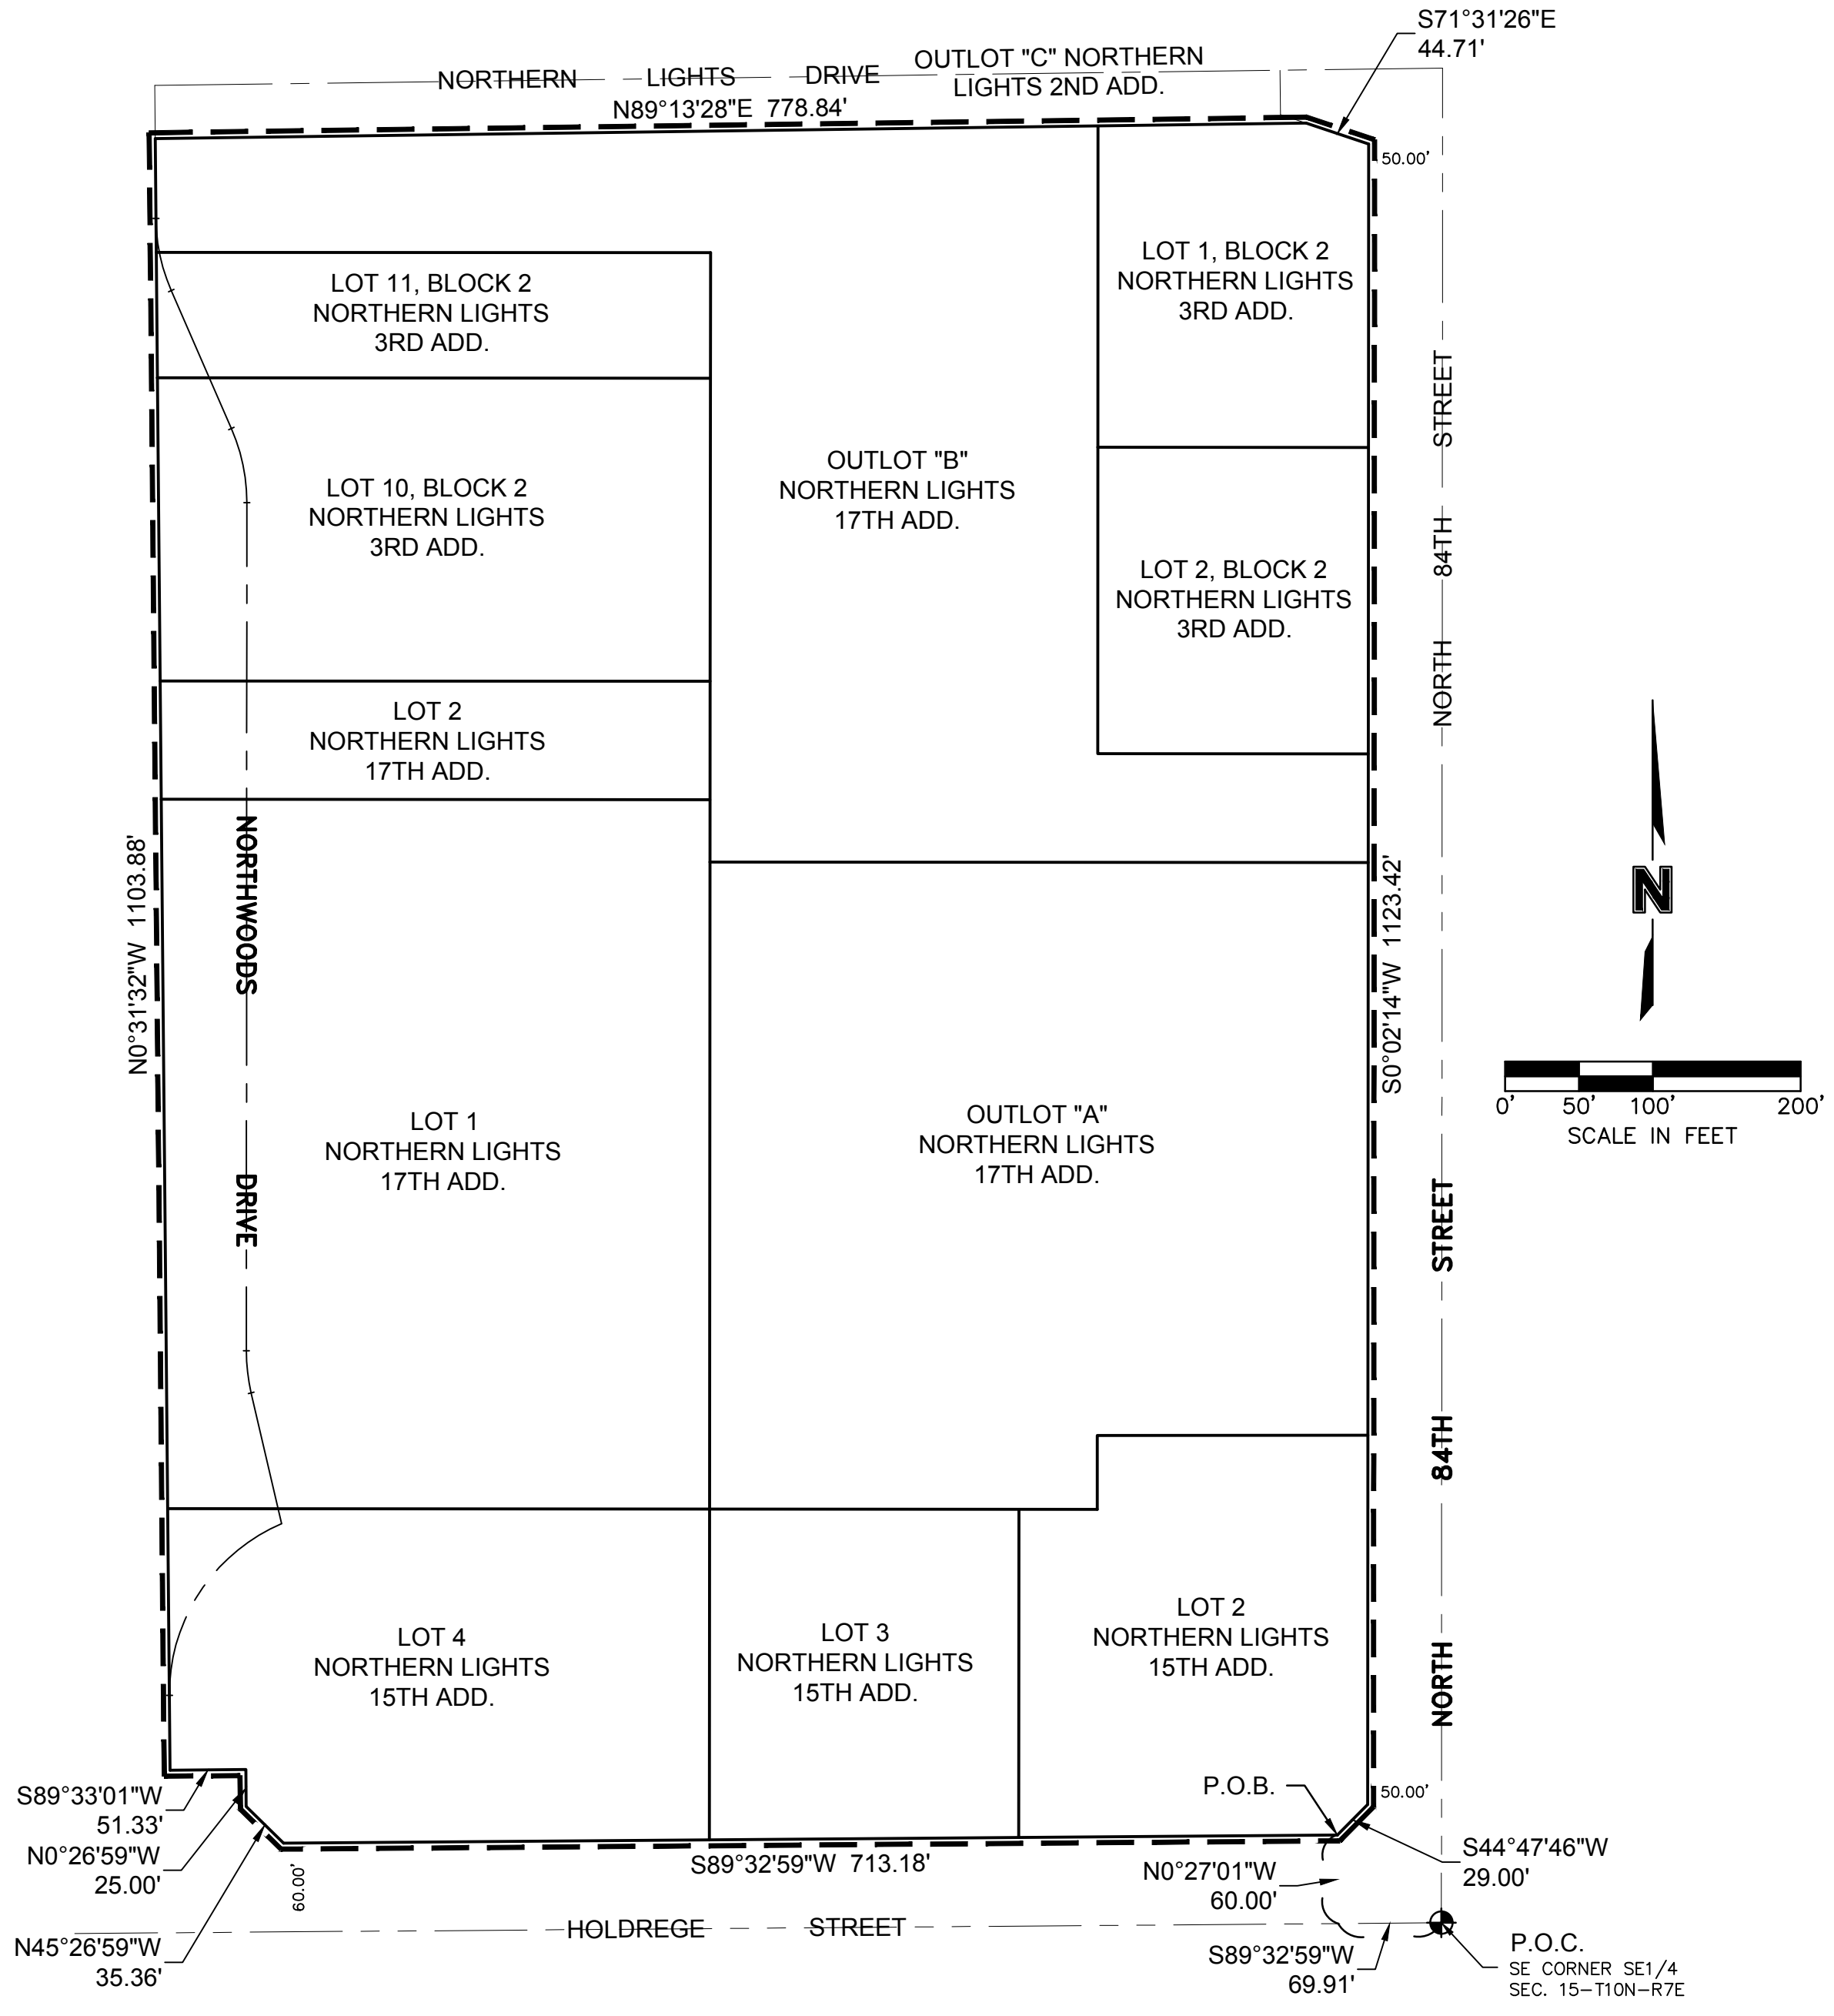 S71°31'26"E
44.71'
OUTLOT "C" NORTHERN
LIGHTS 2ND ADD.
NORTHERN LIGHTS DRIVE
N89°13'28"E 778.84'
50.00'
LOT 1, BLOCK 2
NORTHERN LIGHTS
3RD ADD.
LOT 11, BLOCK 2
NORTHERN LIGHTS
3RD ADD.
OUTLOT "B"
NORTHERN LIGHTS
17TH ADD.
LOT 10, BLOCK 2
NORTHERN LIGHTS
3RD ADD.
LOT 2, BLOCK 2
NORTHERN LIGHTS
3RD ADD.
NORTH 84TH STREET
LOT 2
NORTHERN LIGHTS
17TH ADD.
N0°31'32"W 1103.88'
NORTHWOODS DRIVE
S0°02'14"W 1123.42'
N
0' 50' 100' 200'
SCALE IN FEET
LOT 1
NORTHERN LIGHTS
17TH ADD.
OUTLOT "A"
NORTHERN LIGHTS
17TH ADD.
NORTH 84TH STREET
LOT 4
NORTHERN LIGHTS
15TH ADD.
LOT 3
NORTHERN LIGHTS
15TH ADD.
LOT 2
NORTHERN LIGHTS
15TH ADD.
P.O.B.
50.00'
S89°33'01"W
51.33'
N0°26'59"W
25.00'
N45°26'59"W
35.36'
60.00'
S89°32'59"W 713.18'
N0°27'01"W
60.00'
S44°47'46"W
29.00'
HOLDREGE STREET
S89°32'59"W
69.91'
P.O.C.
SE CORNER SE1/4
SEC. 15-T10N-R7E